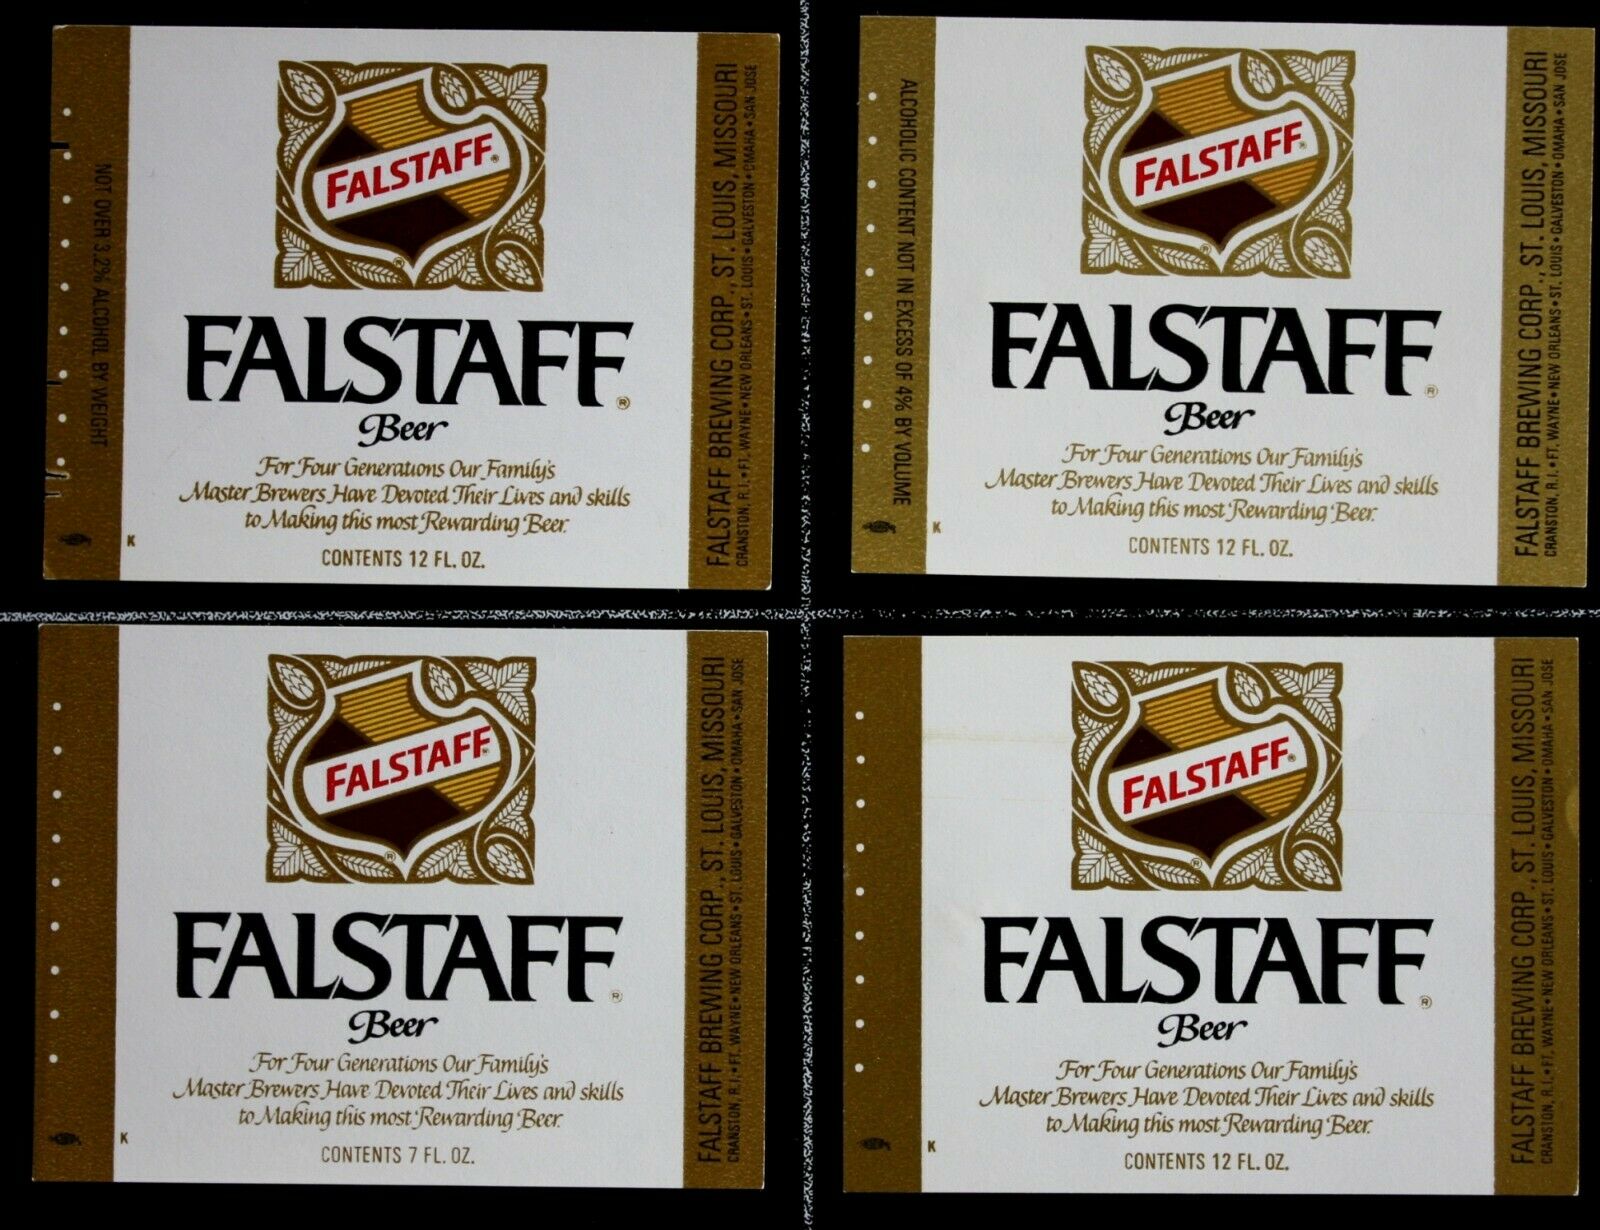 NOT OVER 3.2% ALCOHOL BY WEIGHT
FALSTAFF®
®
FALSTAFF®
Beer
For Four Generations Our Family's
Master Brewers Have Devoted Their Lives and skills
to Making this most Rewarding Beer.
K
CONTENTS 12 FL. OZ.
FALSTAFF BREWING CORP., ST. LOUIS, MISSOURI
CRANSTON, R.I.•FT. WAYNE•NEW ORLEANS•ST. LOUIS•GALVESTON•OMAHA•SAN JOSE
ALCOHOLIC CONTENT NOT IN EXCESS OF 4% BY VOLUME
FALSTAFF®
®
FALSTAFF®
Beer
For Four Generations Our Family's
Master Brewers Have Devoted Their Lives and skills
to Making this most Rewarding Beer.
K
CONTENTS 12 FL. OZ.
FALSTAFF BREWING CORP., ST. LOUIS, MISSOURI
CRANSTON, R.I.•FT. WAYNE•NEW ORLEANS•ST. LOUIS•GALVESTON•OMAHA•SAN JOSE
FALSTAFF®
®
FALSTAFF®
Beer
For Four Generations Our Family's
Master Brewers Have Devoted Their Lives and skills
to Making this most Rewarding Beer.
K
CONTENTS 7 FL. OZ.
FALSTAFF BREWING CORP., ST. LOUIS, MISSOURI
CRANSTON, R.I.•FT. WAYNE•NEW ORLEANS•ST. LOUIS•GALVESTON•OMAHA•SAN JOSE
FALSTAFF®
®
FALSTAFF®
Beer
For Four Generations Our Family's
Master Brewers Have Devoted Their Lives and skills
to Making this most Rewarding Beer.
K
CONTENTS 12 FL. OZ.
FALSTAFF BREWING CORP., ST. LOUIS, MISSOURI
CRANSTON, R.I.•FT. WAYNE•NEW ORLEANS•ST. LOUIS•GALVESTON•OMAHA•SAN JOSE